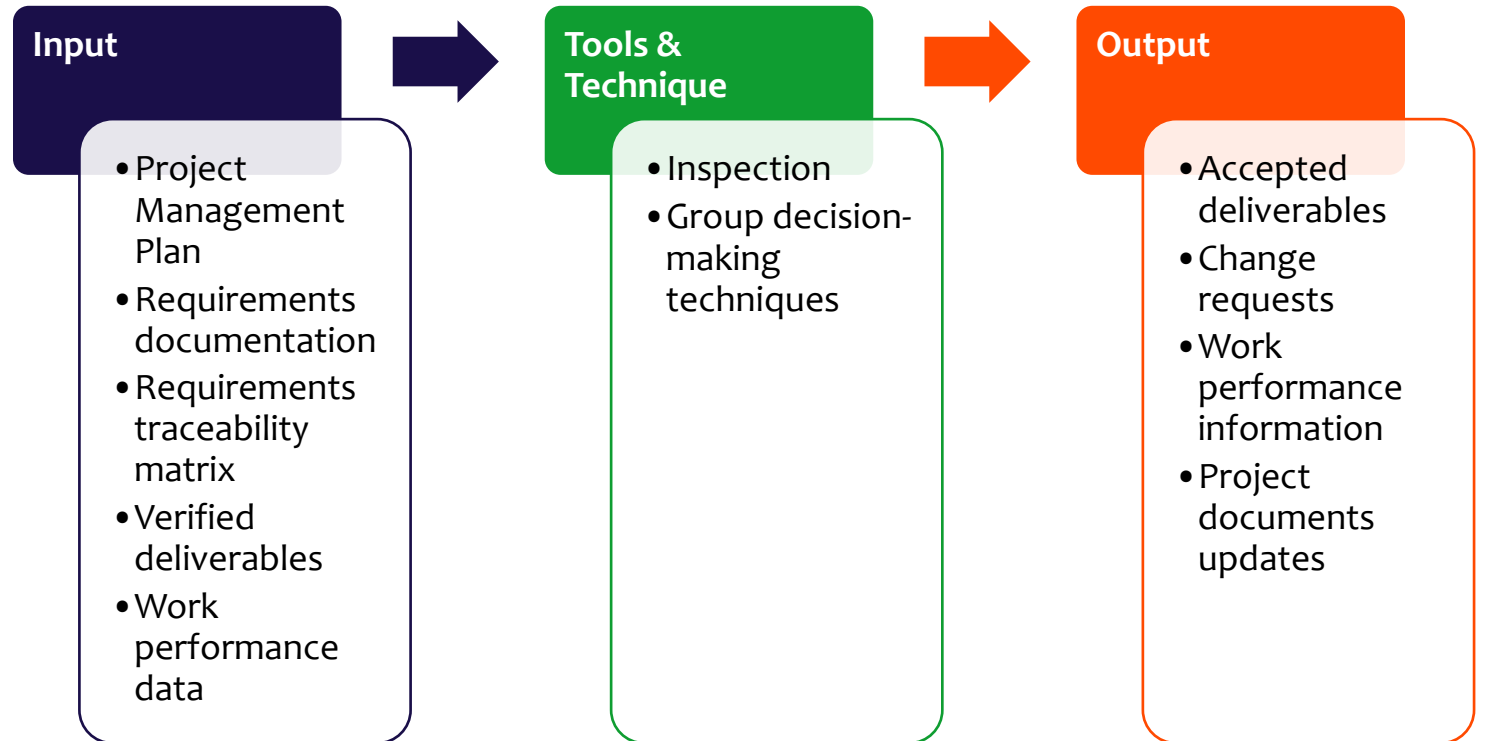 Input
•Project
Management
Plan
•Requirements
documentation
•Requirements
traceability
matrix
•Verified
deliverables
•Work
performance
data
Tools &
Technique
•Inspection
•Group decision-
making
techniques
Output
•Accepted
deliverables
•Change
requests
•Work
performance
information
•Project
documents
updates